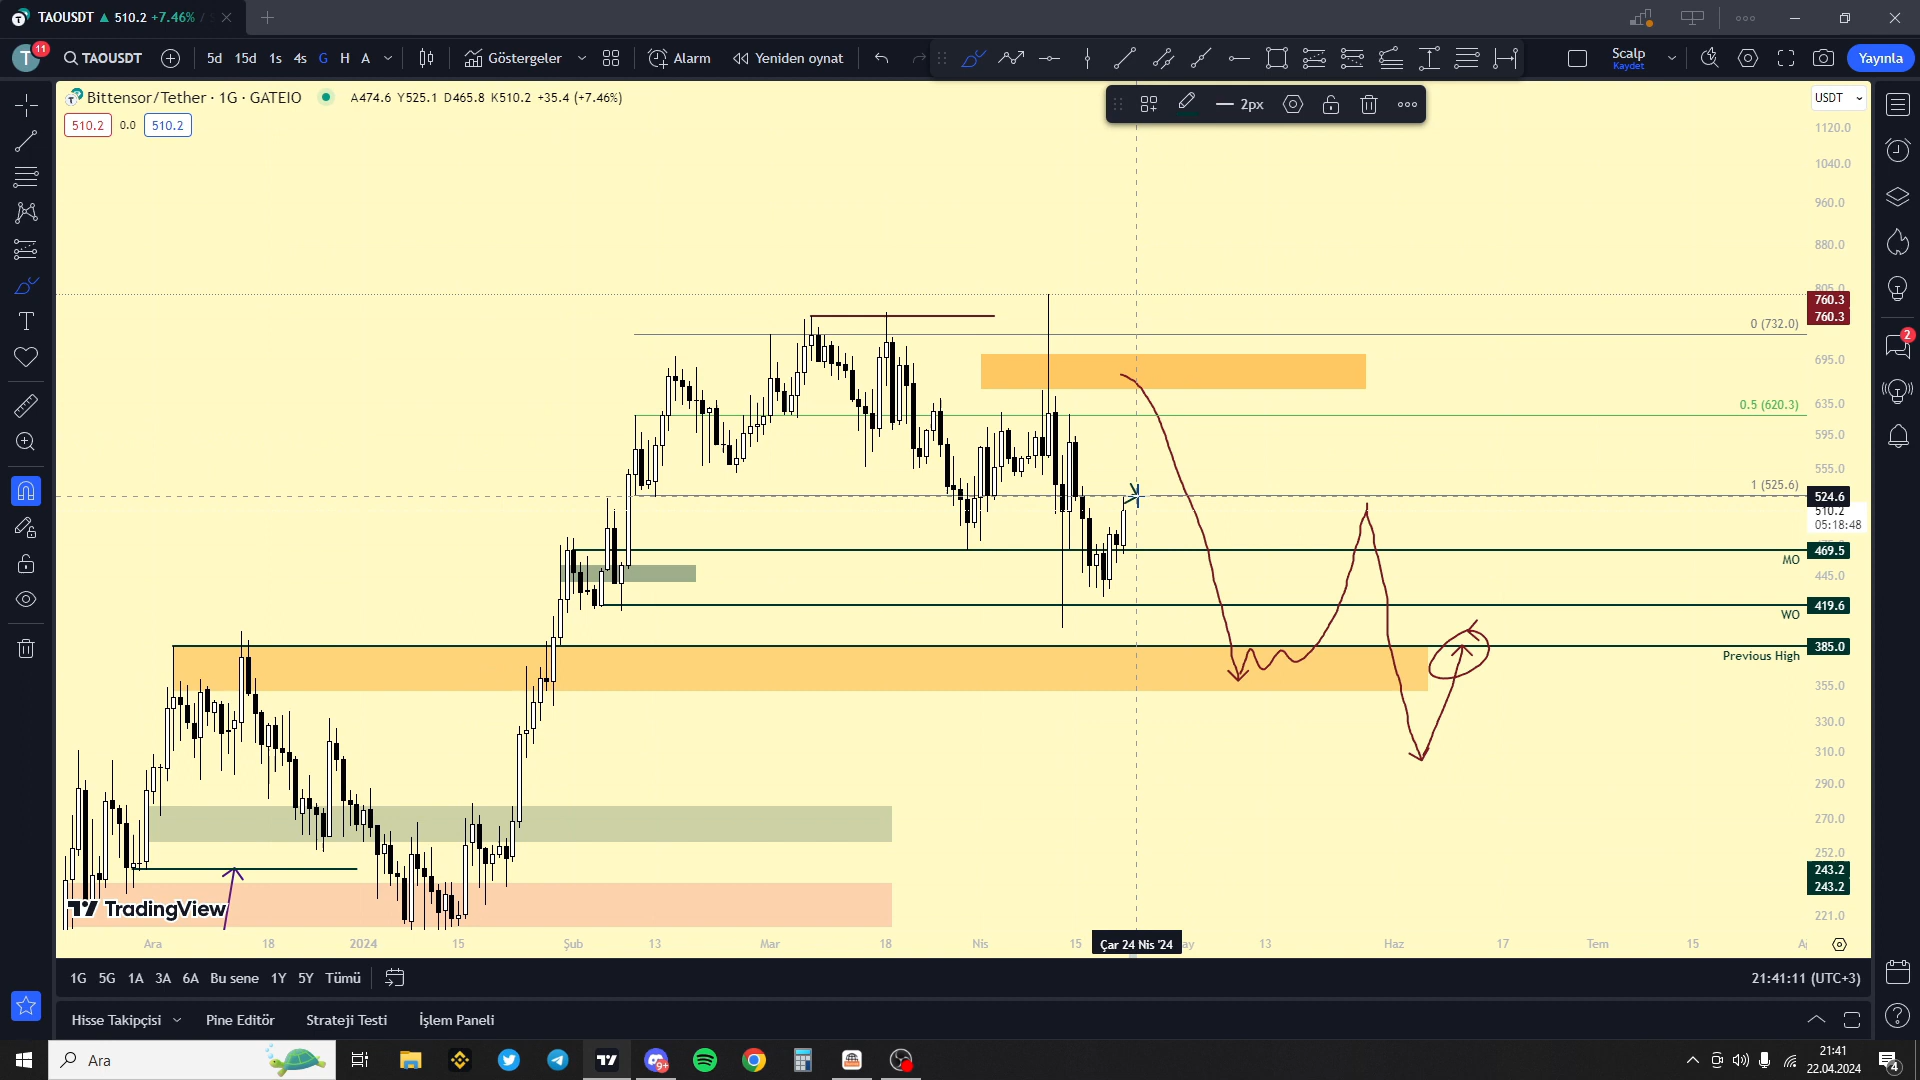 TAOUSDT ▲ 510.2 +7.46% /
T 11 TAOUSDT 5d 15d 1s 4s G H A Göstergeler Alarm Yeniden oynat Scalp Kaydet Yayınla
Bittensor/Tether · 1G · GATEIO A474.6 Y525.1 D465.8 K510.2 +35.4 (+7.46%)
510.2 0.0 510.2
2px
USDT
1120.0
1040.0
960.0
880.0
805.0
760.3
760.3
0 (732.0)
695.0
0.5 (620.3) 635.0
595.0
555.0
1 (525.6) 524.6
510.2
05:18:48
469.5
MO
445.0
419.6
WO
385.0
Previous High
355.0
330.0
310.0
290.0
270.0
252.0
243.2
243.2
221.0
TradingView
Ara 18 2024 15 Şub 13 Mar 18 Nis 15 Çar 24 Nis '24 ay 13 Haz 17 Tem 15
1G 5G 1A 3A 6A Bu sene 1Y 5Y Tümü 21:41:11 (UTC+3)
Hisse Takipçisi Pine Editör Strateji Testi İşlem Paneli
2
Ara 9+ 21:41
22.04.2024 4